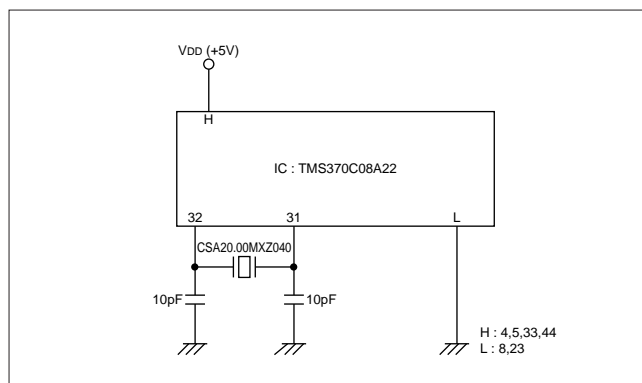 VDD (+5V)
H
IC : TMS370C08A22
32 31 L
CSA20.00MXZ040
10pF 10pF
H : 4,5,33,44
L : 8,23